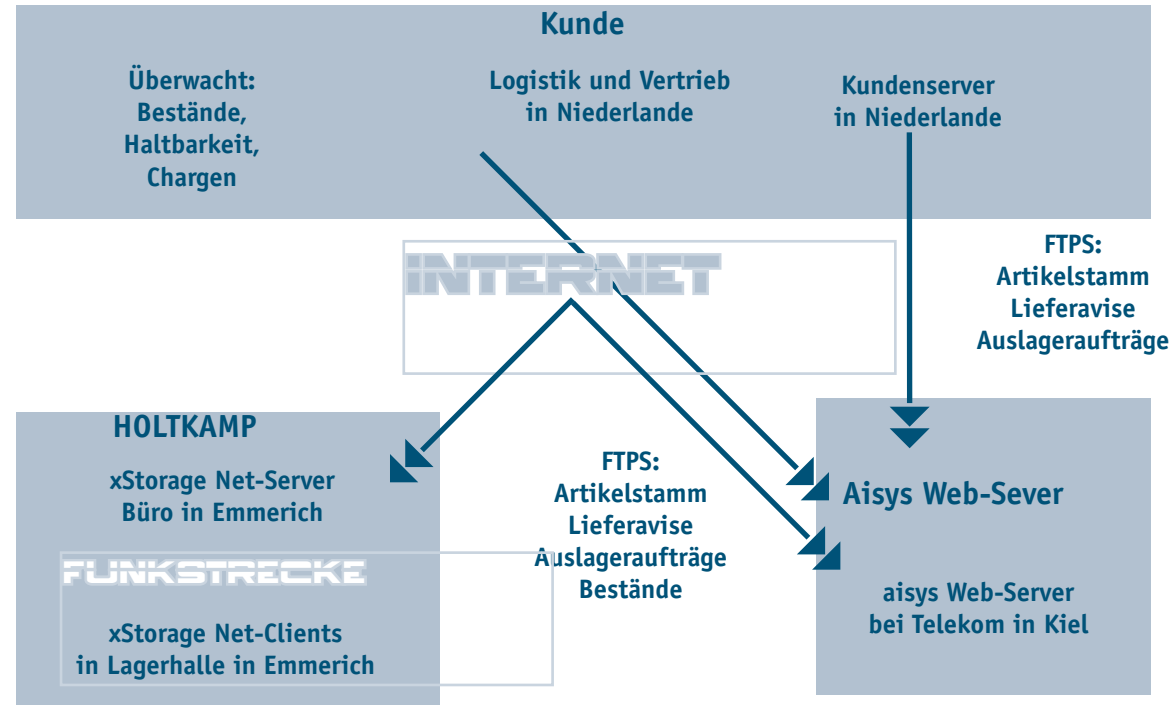 Kunde
Überwacht:
Bestände,
Haltbarkeit,
Chargen
Logistik und Vertrieb
in Niederlande
Kundenserver
in Niederlande
INTERNET
FTPS:
Artikelstamm
Lieferavise
Auslageraufträge
HOLTKAMP
xStorage Net-Server
Büro in Emmerich
FUNKSTRECKE
xStorage Net-Clients
in Lagerhalle in Emmerich
FTPS:
Artikelstamm
Lieferavise
Auslageraufträge
Bestände
Aisys Web-Sever
aisys Web-Server
bei Telekom in Kiel